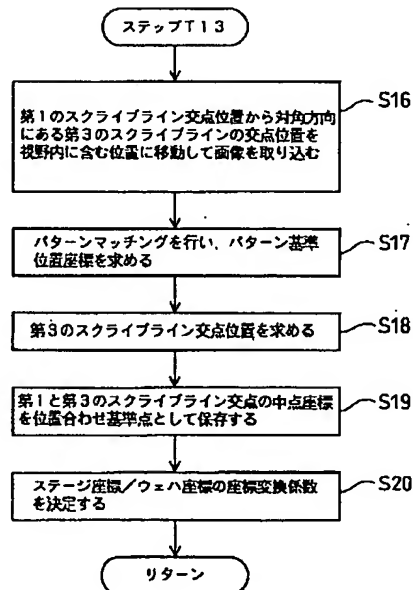 ステップT13
第1のスクライブライン交点位置から対角方向
にある第3のスクライブラインの交点位置を
視野内に含む位置に移動して画像を取り込む
S16
パターンマッチングを行い、パターン基準
位置座標を求める
S17
第3のスクライブライン交点位置を求める
S18
第1と第3のスクライブライン交点の中点座標
を位置合わせ基準点として保存する
S19
ステージ座標／ウェハ座標の座標変換係数
を決定する
S20
リターン